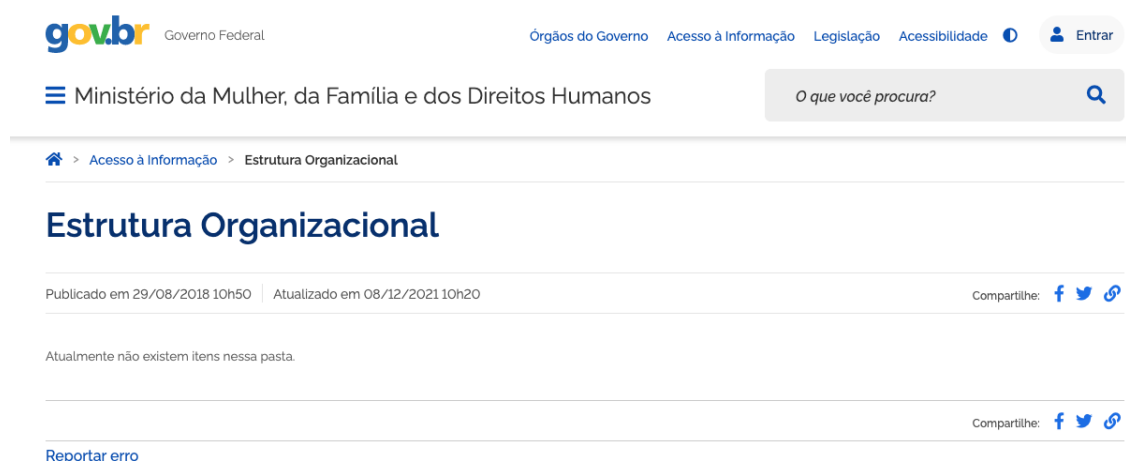 gov.br Governo Federal Órgãos do Governo Acesso à Informação Legislação Acessibilidade Entrar
Ministério da Mulher, da Família e dos Direitos Humanos O que você procura?
> Acesso à Informação > Estrutura Organizacional
Estrutura Organizacional
Publicado em 29/08/2018 10h50 Atualizado em 08/12/2021 10h20 Compartilhe:
Atualmente não existem itens nessa pasta.
Compartilhe:
Reportar erro